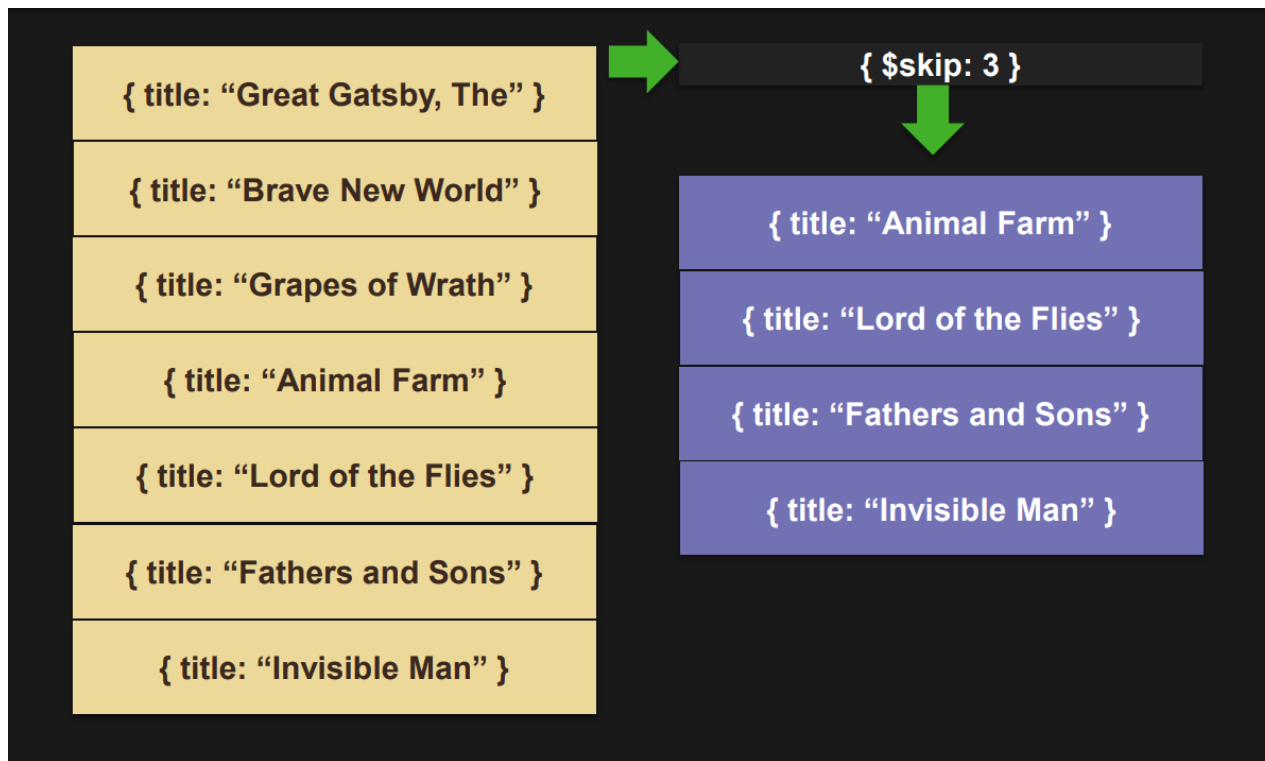 { title: “Great Gatsby, The” }
{ title: “Brave New World” }
{ title: “Grapes of Wrath” }
{ title: “Animal Farm” }
{ title: “Lord of the Flies” }
{ title: “Fathers and Sons” }
{ title: “Invisible Man” }
{ $skip: 3 }
{ title: “Animal Farm” }
{ title: “Lord of the Flies” }
{ title: “Fathers and Sons” }
{ title: “Invisible Man” }